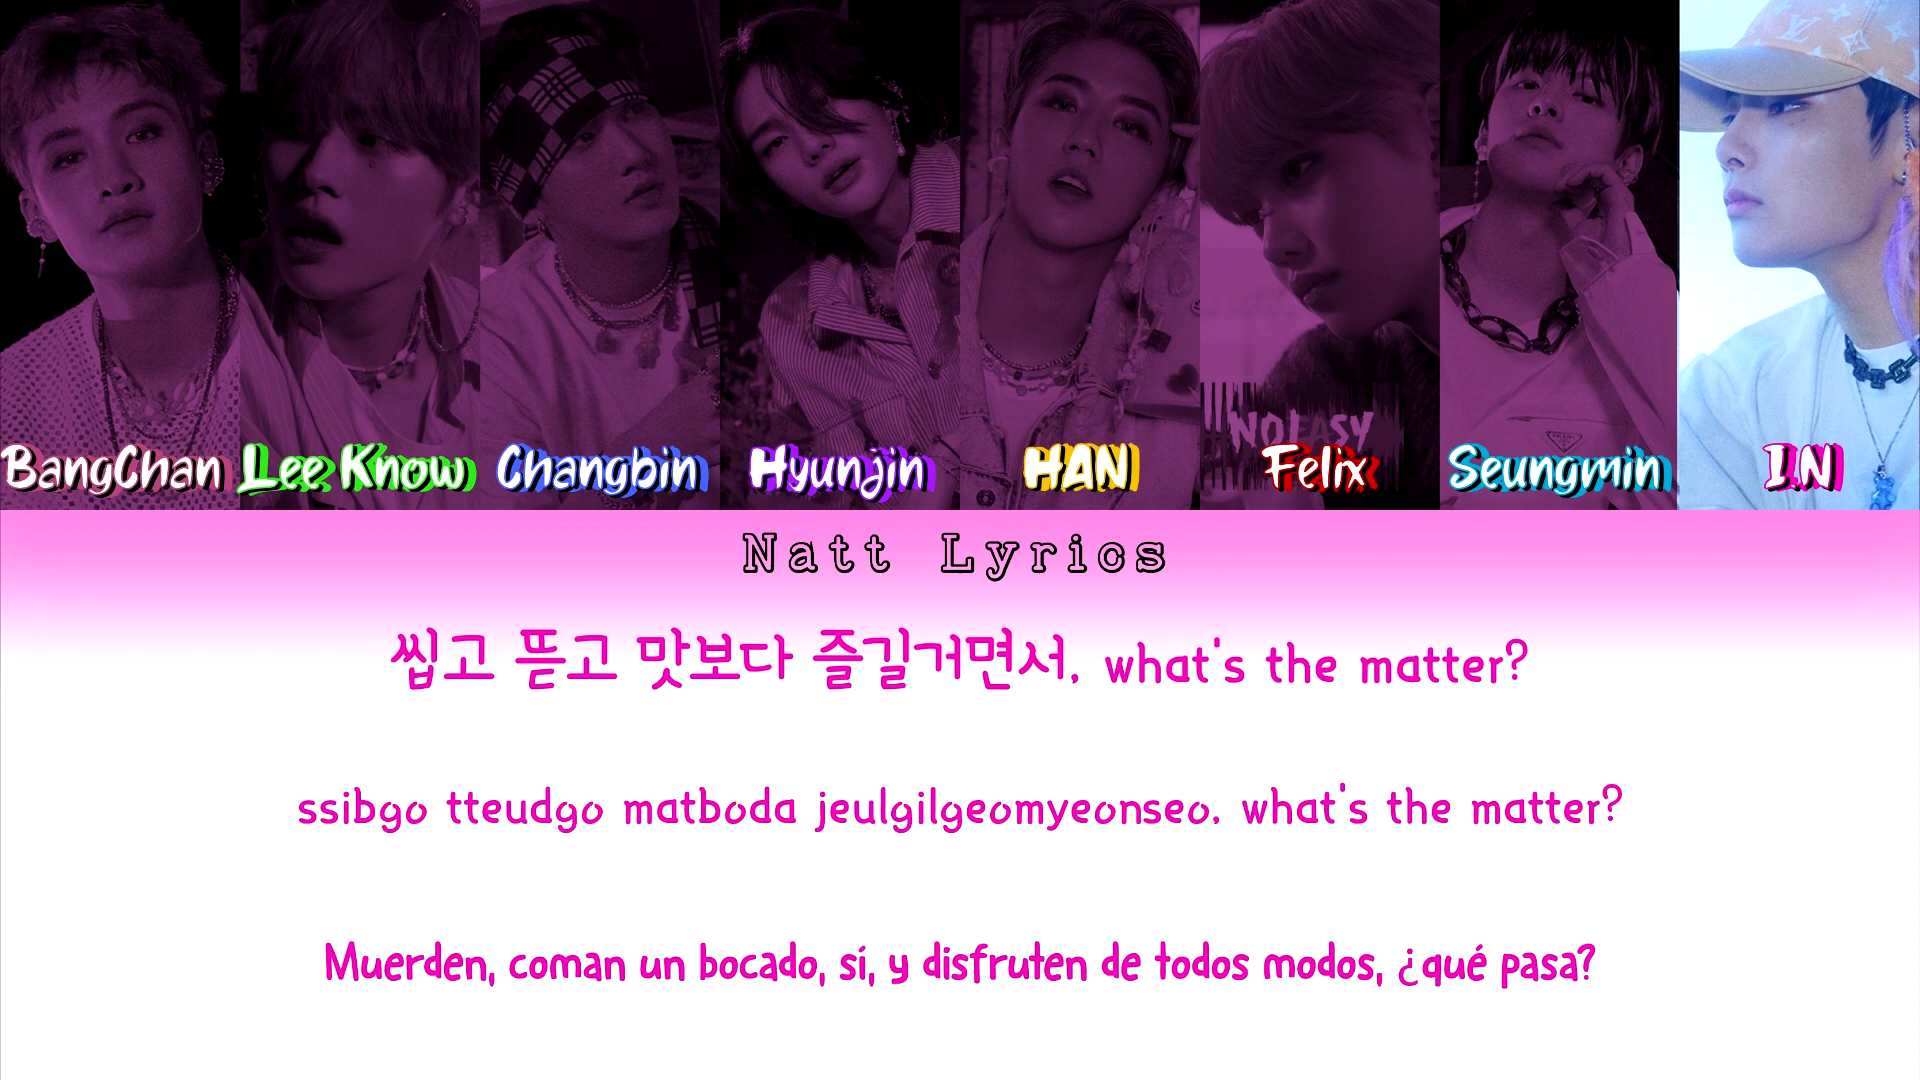 NOEASY
BangChan Lee Know Changbin Hyunjin HAN Felix Seungmin I.N
Natt Lyrics
씹고 뜯고 맛보다 즐길거면서, what's the matter?
ssibgo tteudgo matboda jeulgilgeomyeonseo, what's the matter?
Muerden, coman un bocado, sí, y disfruten de todos modos, ¿qué pasa?